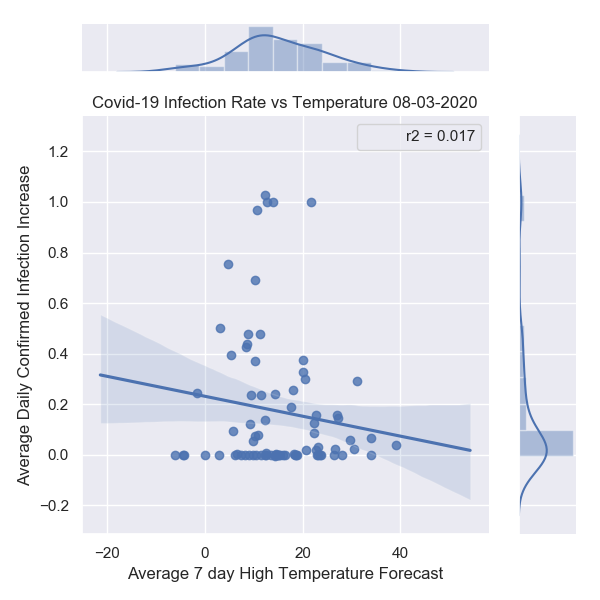 Covid-19 Infection Rate vs Temperature 08-03-2020
r2 = 0.017
1.2
1.0
0.8
0.6
0.4
0.2
0.0
−0.2
Average Daily Confirmed Infection Increase
−20 0 20 40
Average 7 day High Temperature Forecast